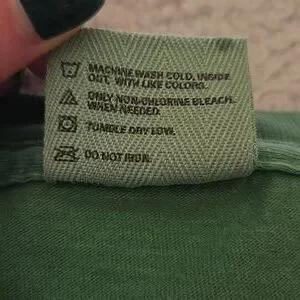 MACHINE WASH COLD, INSIDE
OUT, WITH LIKE COLORS.
ONLY NON-CHLORINE BLEACH,
WHEN NEEDED.
TUMBLE DRY LOW.
DO NOT IRON.